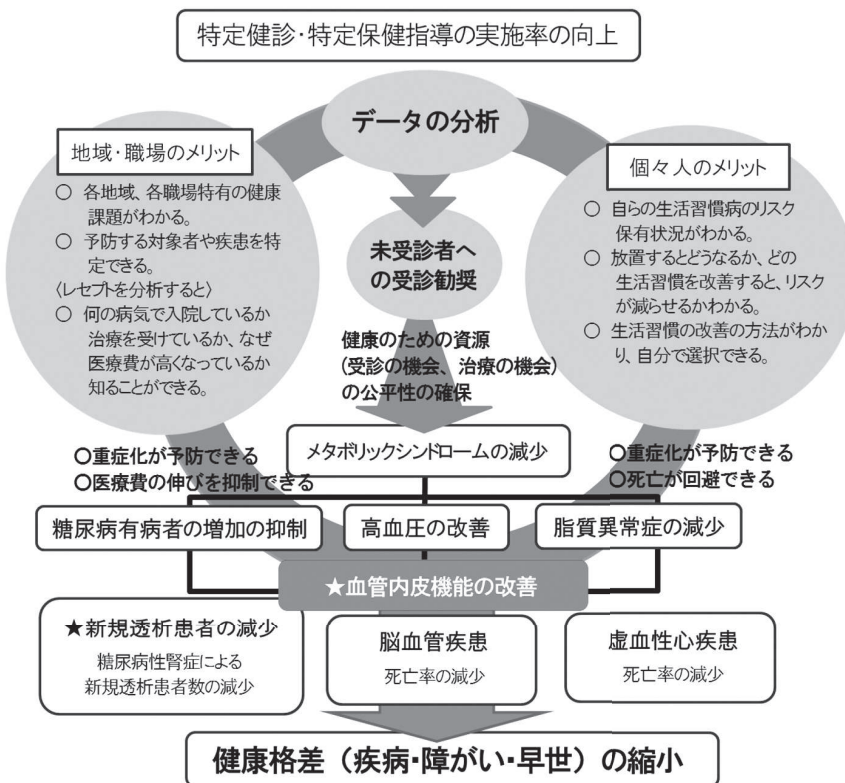 特定健診・特定保健指導の実施率の向上
データの分析
地域・職場のメリット
○ 各地域、各職場特有の健康
課題がわかる。
○ 予防する対象者や疾患を特
定できる。
〈レセプトを分析すると〉
○ 何の病気で入院しているか
治療を受けているか、なぜ
医療費が高くなっているか
知ることができる。
未受診者へ
の受診勧奨
個々人のメリット
○ 自らの生活習慣病のリスク
保有状況がわかる。
○ 放置するとどうなるか、どの
生活習慣を改善すると、リスク
が減らせるかわかる。
○ 生活習慣の改善の方法がわか
り、自分で選択できる。
健康のための資源
(受診の機会、治療の機会)
の公平性の確保
○重症化が予防できる
○医療費の伸びを抑制できる
メタボリックシンドロームの減少
○重症化が予防できる
○死亡が回避できる
糖尿病有病者の増加の抑制
高血圧の改善
脂質異常症の減少
★血管内皮機能の改善
★新規透析患者の減少
糖尿病性腎症による
新規透析患者数の減少
脳血管疾患
死亡率の減少
虚血性心疾患
死亡率の減少
健康格差（疾病・障がい・早世）の縮小